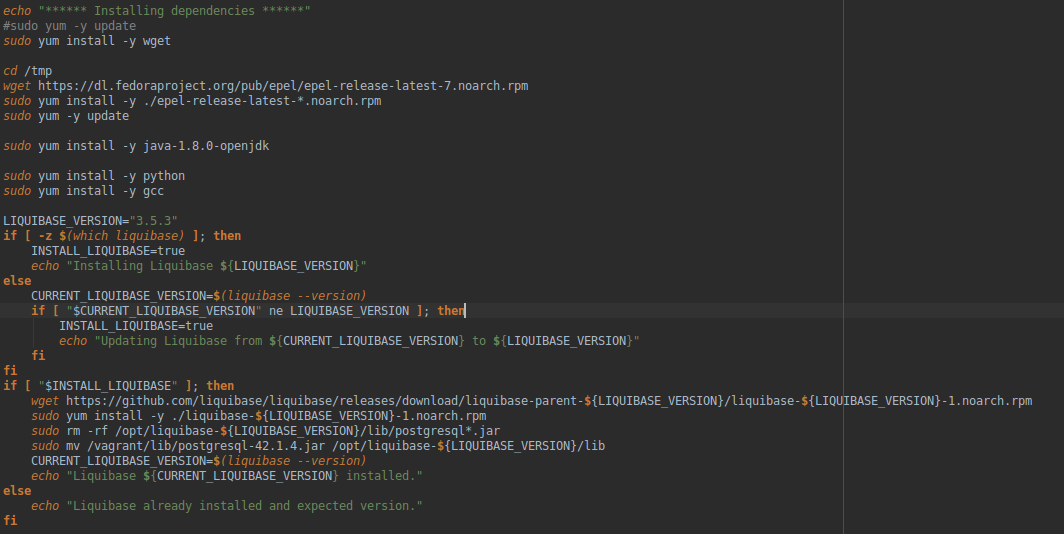 echo "****** Installing dependencies ******"
#sudo yum -y update
sudo yum install -y wget
cd /tmp
wget https://dl.fedoraproject.org/pub/epel/epel-release-latest-7.noarch.rpm
sudo yum install -y ./epel-release-latest-*.noarch.rpm
sudo yum -y update
sudo yum install -y java-1.8.0-openjdk
sudo yum install -y python
sudo yum install -y gcc
LIQUIBASE_VERSION="3.5.3"
if [ -z $(which liquibase) ]; then
    INSTALL_LIQUIBASE=true
    echo "Installing Liquibase ${LIQUIBASE_VERSION}"
else
    CURRENT_LIQUIBASE_VERSION=$(liquibase --version)
    if [ "$CURRENT_LIQUIBASE_VERSION" ne LIQUIBASE_VERSION ]; then
        INSTALL_LIQUIBASE=true
        echo "Updating Liquibase from ${CURRENT_LIQUIBASE_VERSION} to ${LIQUIBASE_VERSION}"
    fi
fi
if [ "$INSTALL_LIQUIBASE" ]; then
    wget https://github.com/liquibase/liquibase/releases/download/liquibase-parent-${LIQUIBASE_VERSION}/liquibase-${LIQUIBASE_VERSION}-1.noarch.rpm
    sudo yum install -y ./liquibase-${LIQUIBASE_VERSION}-1.noarch.rpm
    sudo rm -rf /opt/liquibase-${LIQUIBASE_VERSION}/lib/postgresql*.jar
    sudo mv /vagrant/lib/postgresql-42.1.4.jar /opt/liquibase-${LIQUIBASE_VERSION}/lib
    CURRENT_LIQUIBASE_VERSION=$(liquibase --version)
    echo "Liquibase ${CURRENT_LIQUIBASE_VERSION} installed."
else
    echo "Liquibase already installed and expected version."
fi